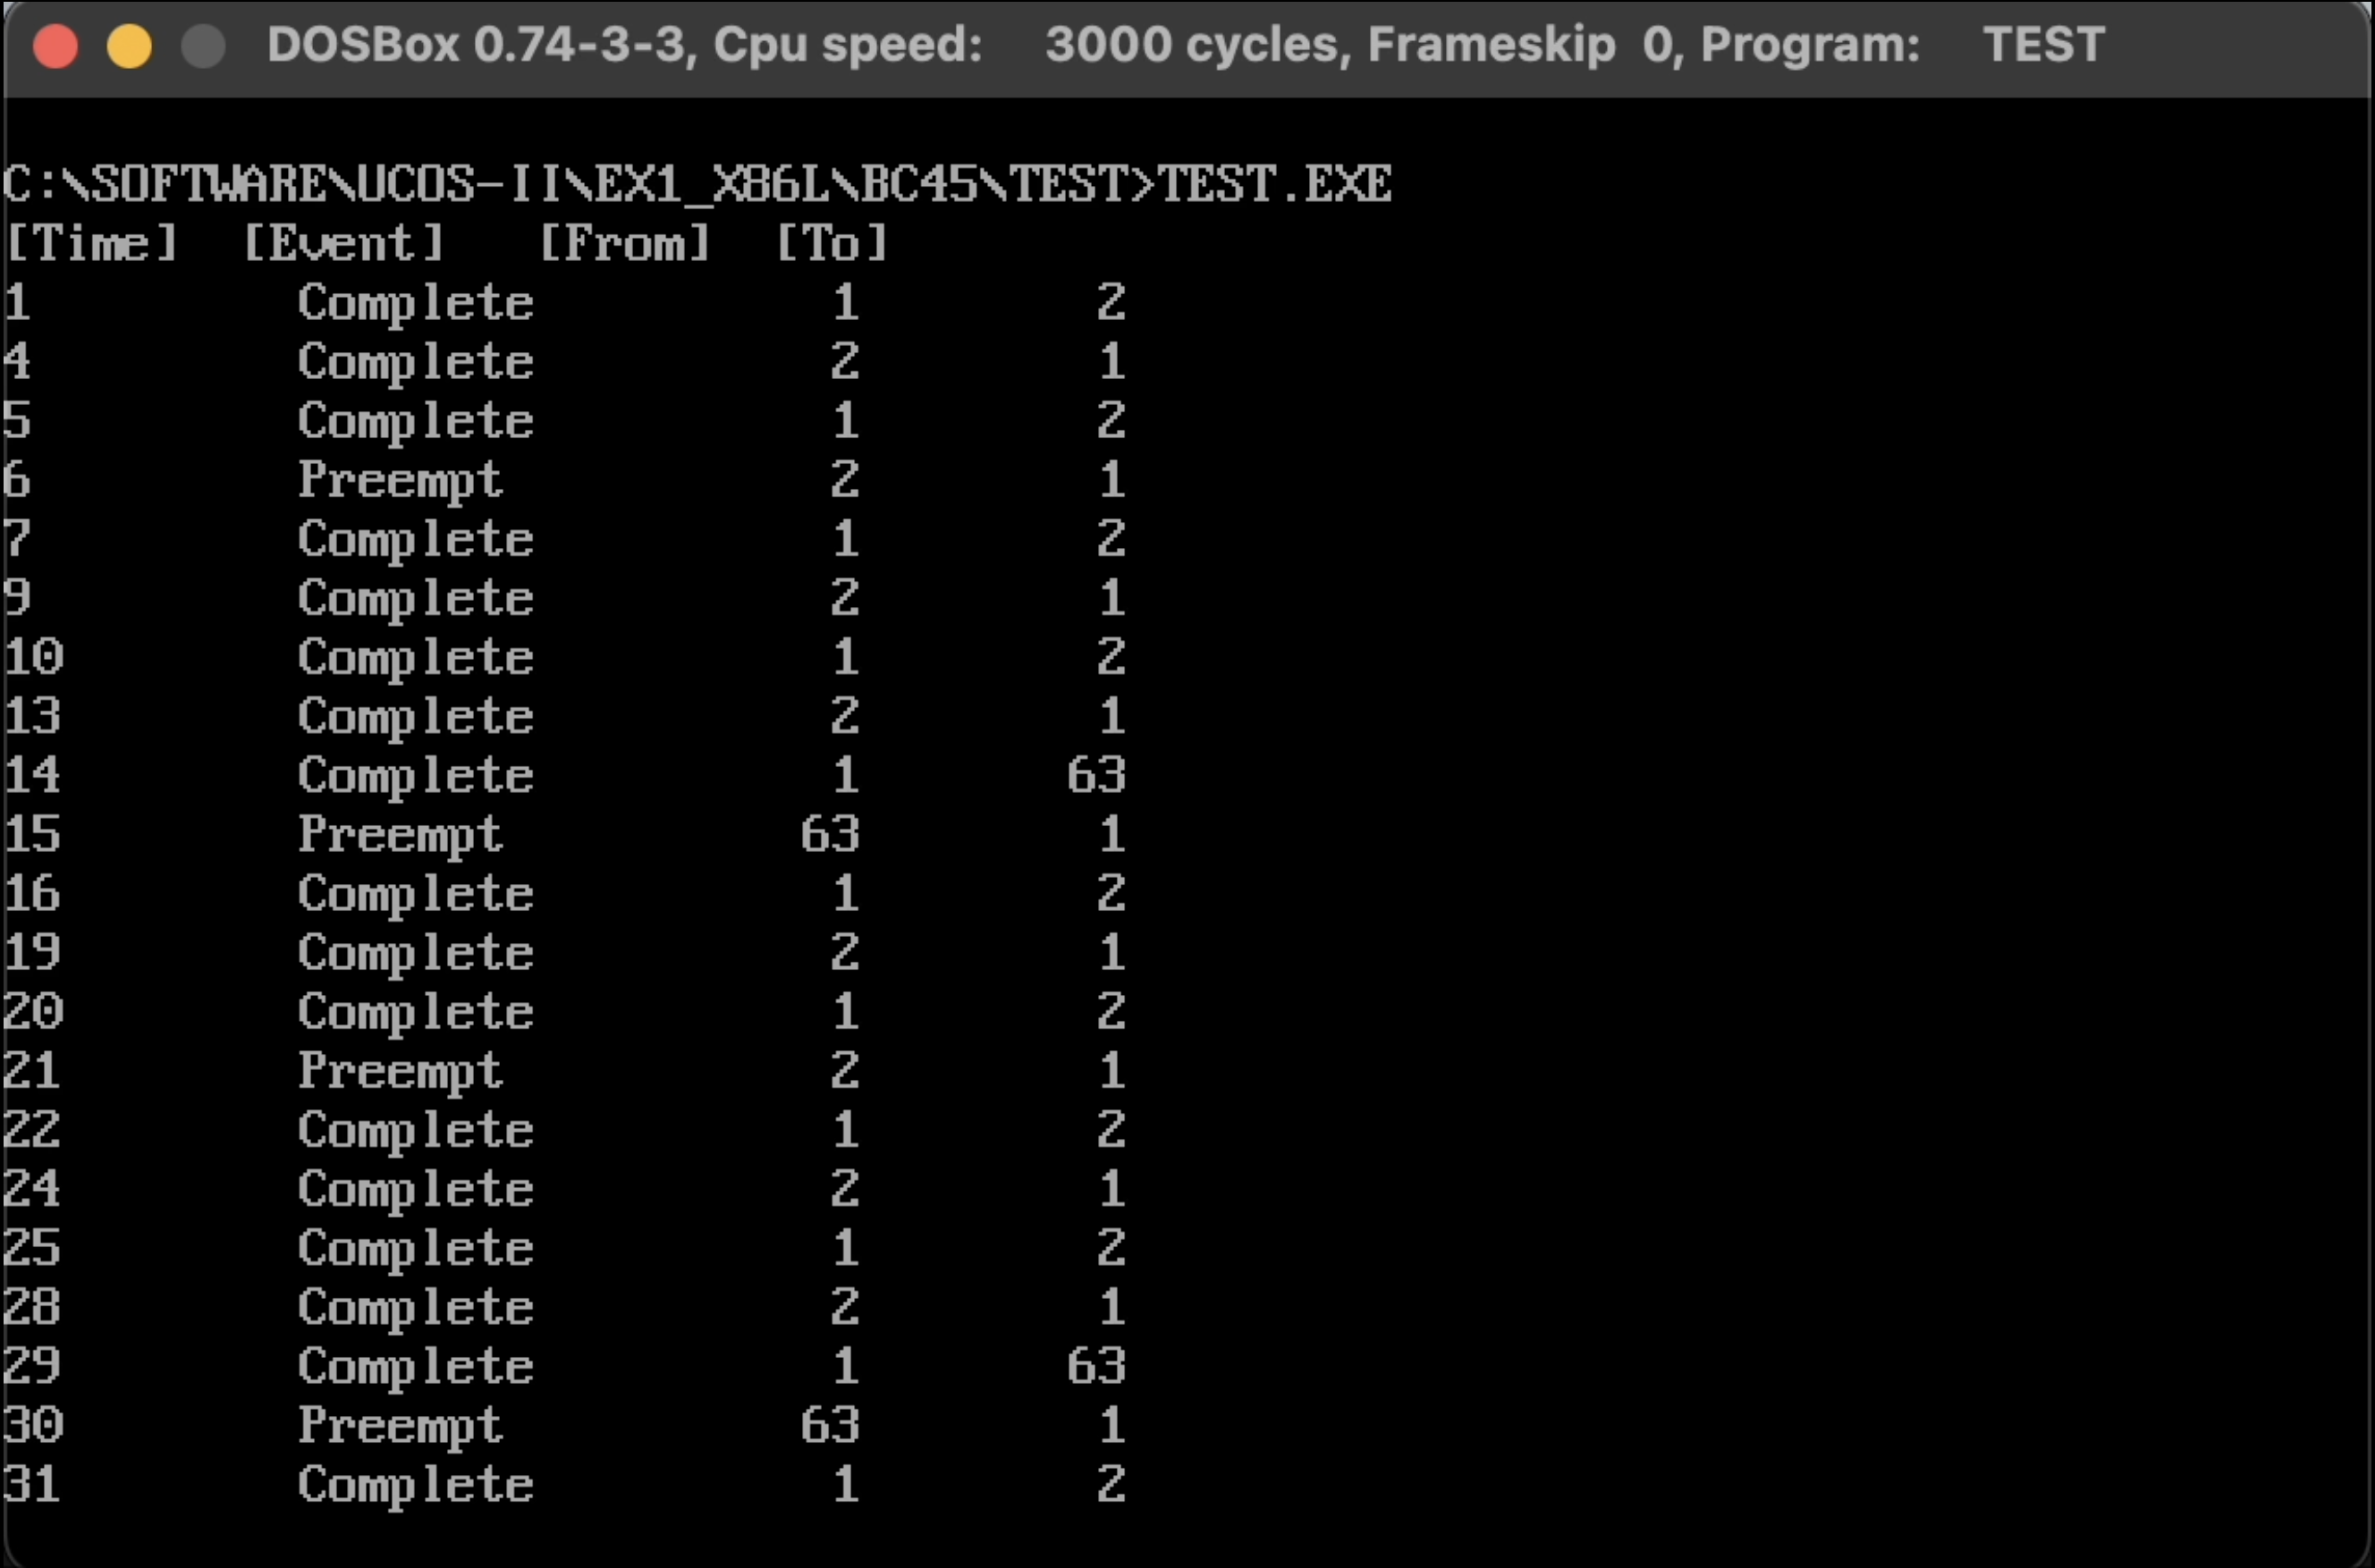 DOSBox 0.74-3-3, Cpu speed: 3000 cycles, Frameskip 0, Program: TEST
C:\SOFTWARE\UCOS-II\EX1_X86L\BC45\TEST>TEST.EXE
[Time] [Event] [From] [To]
1 Complete 1 2
4 Complete 2 1
5 Complete 1 2
6 Preempt 2 1
7 Complete 1 2
9 Complete 2 1
10 Complete 1 2
13 Complete 2 1
14 Complete 1 63
15 Preempt 63 1
16 Complete 1 2
19 Complete 2 1
20 Complete 1 2
21 Preempt 2 1
22 Complete 1 2
24 Complete 2 1
25 Complete 1 2
28 Complete 2 1
29 Complete 1 63
30 Preempt 63 1
31 Complete 1 2